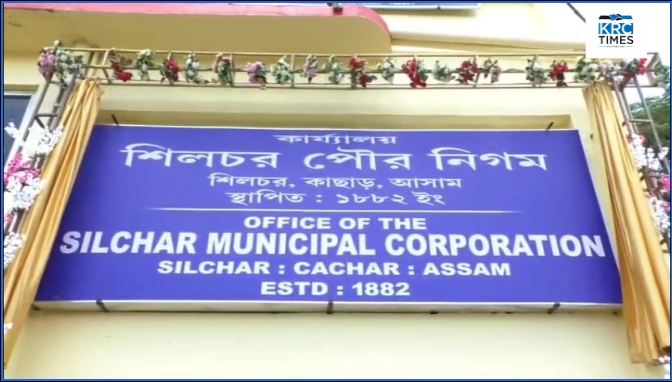 KRC
TIMES
কার্য্যালয়
শিলচর পৌর নিগম
শিলচর, কাছাড়, আসাম
স্থাপিত : ১৮৮২ ইং
OFFICE OF THE
SILCHAR MUNICIPAL CORPORATION
SILCHAR : CACHAR : ASSAM
ESTD : 1882